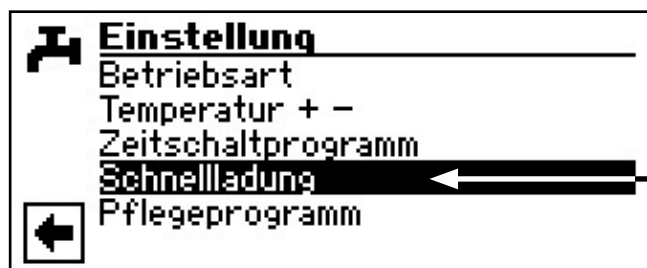 Einstellung
Betriebsart
Temperatur + −
Zeitschaltprogramm
Schnellladung
Pflegeprogramm